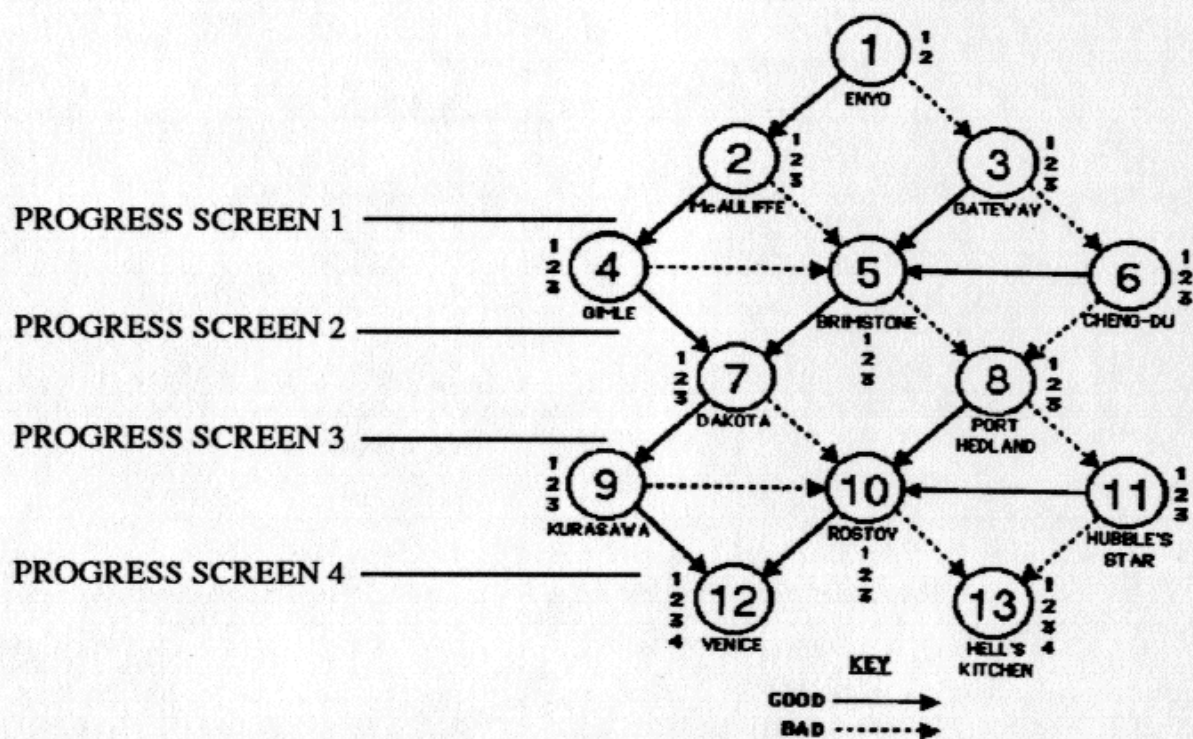 1
1
2
ENYO
2
1
2
3
McAULIFFE
3
1
2
3
GATEWAY
PROGRESS SCREEN 1
1
2
3
4
GIMLE
5
BRIMSTONE
1
2
3
6
1
2
3
CHENG-DU
PROGRESS SCREEN 2
1
2
3
7
DAKOTA
8
1
2
3
PORT
HEDLAND
PROGRESS SCREEN 3
1
2
3
9
KURASAWA
10
ROSTOV
1
2
3
11
1
2
3
HUBBLE'S
STAR
PROGRESS SCREEN 4
1
2
3
4
12
VENICE
13
1
2
3
4
HELL'S
KITCHEN
KEY
GOOD
BAD